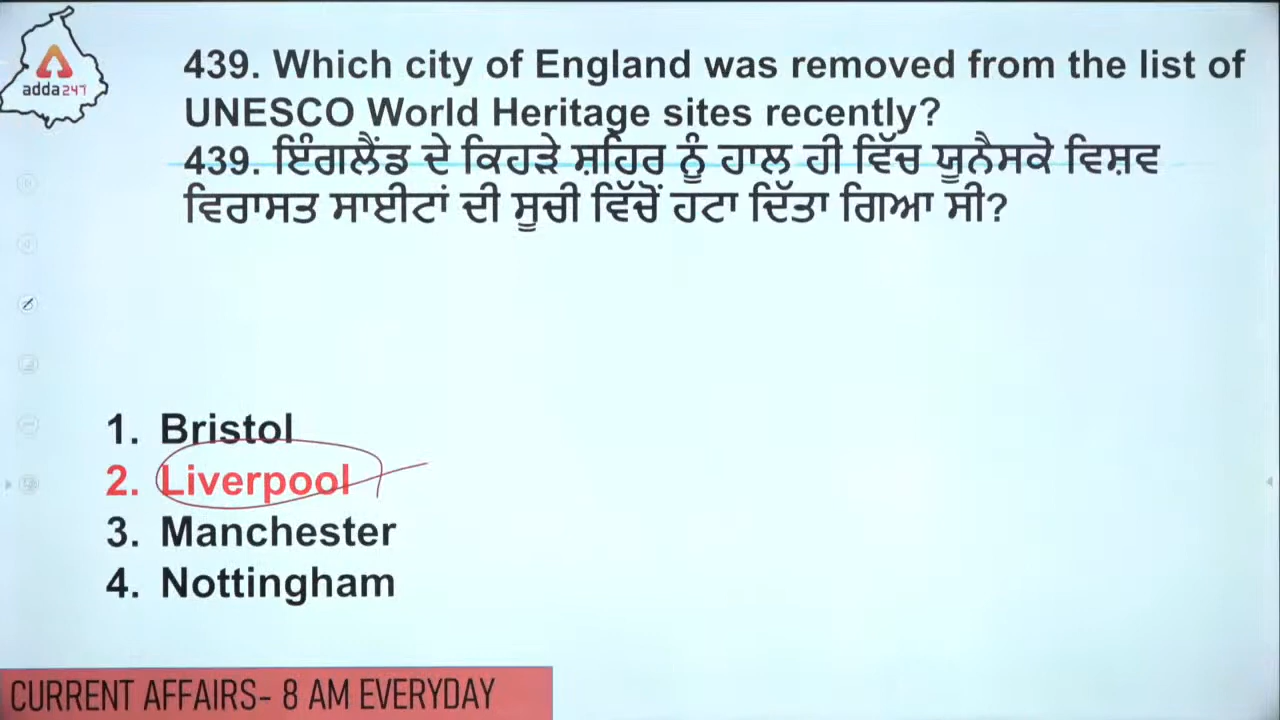 adda247
439. Which city of England was removed from the list of
UNESCO World Heritage sites recently?
439. ਇੰਗਲੈਂਡ ਦੇ ਕਿਹੜੇ ਸ਼ਹਿਰ ਨੂੰ ਹਾਲ ਹੀ ਵਿੱਚ ਯੂਨੈਸਕੋ ਵਿਸ਼ਵ
ਵਿਰਾਸਤ ਸਾਈਟਾਂ ਦੀ ਸੂਚੀ ਵਿੱਚੋਂ ਹਟਾ ਦਿੱਤਾ ਗਿਆ ਸੀ?
1. Bristol
2. Liverpool
3. Manchester
4. Nottingham
CURRENT AFFAIRS- 8 AM EVERYDAY